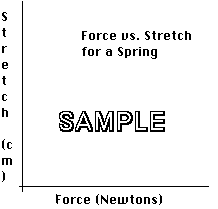 Stretch (cm)
Force vs. Stretch
for a Spring
SAMPLE
Force (Newtons)